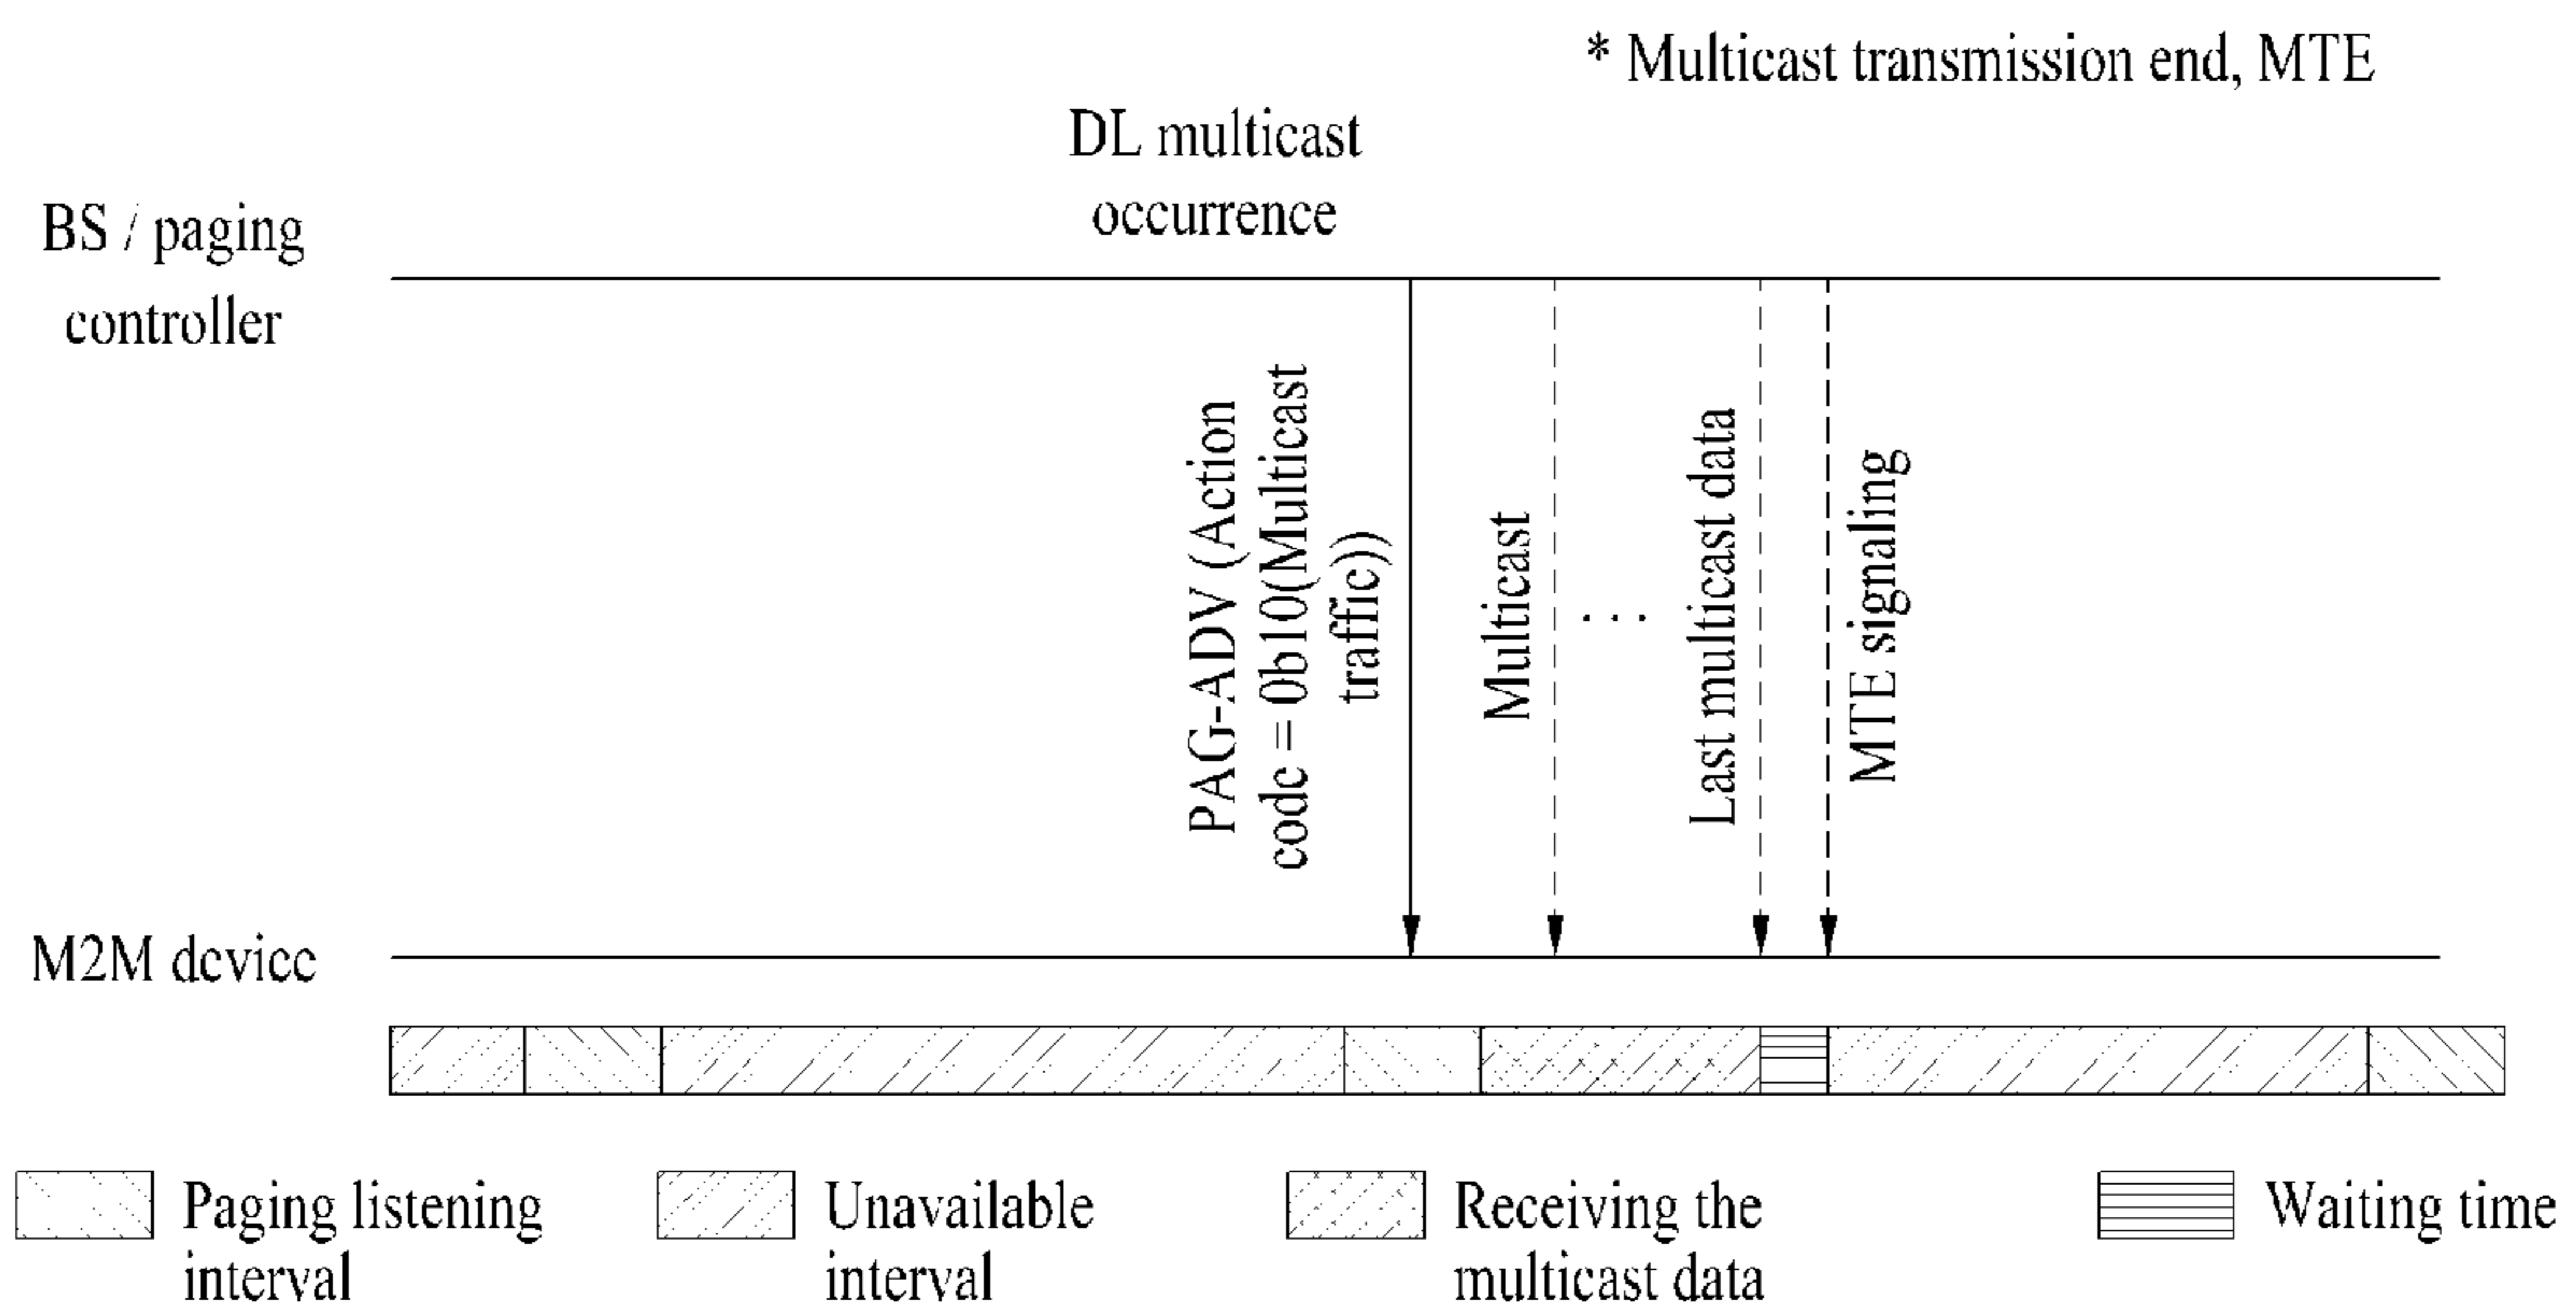 * Multicast transmission end, MTE
DL multicast
occurrence
BS / paging
controller
PAG-ADV (Action
code = 0b10(Multicast
traffic))
Multicast
. . .
Last multicast data
MTE signaling
M2M device
Paging listening
interval
Unavailable
interval
Receiving the
multicast data
Waiting time